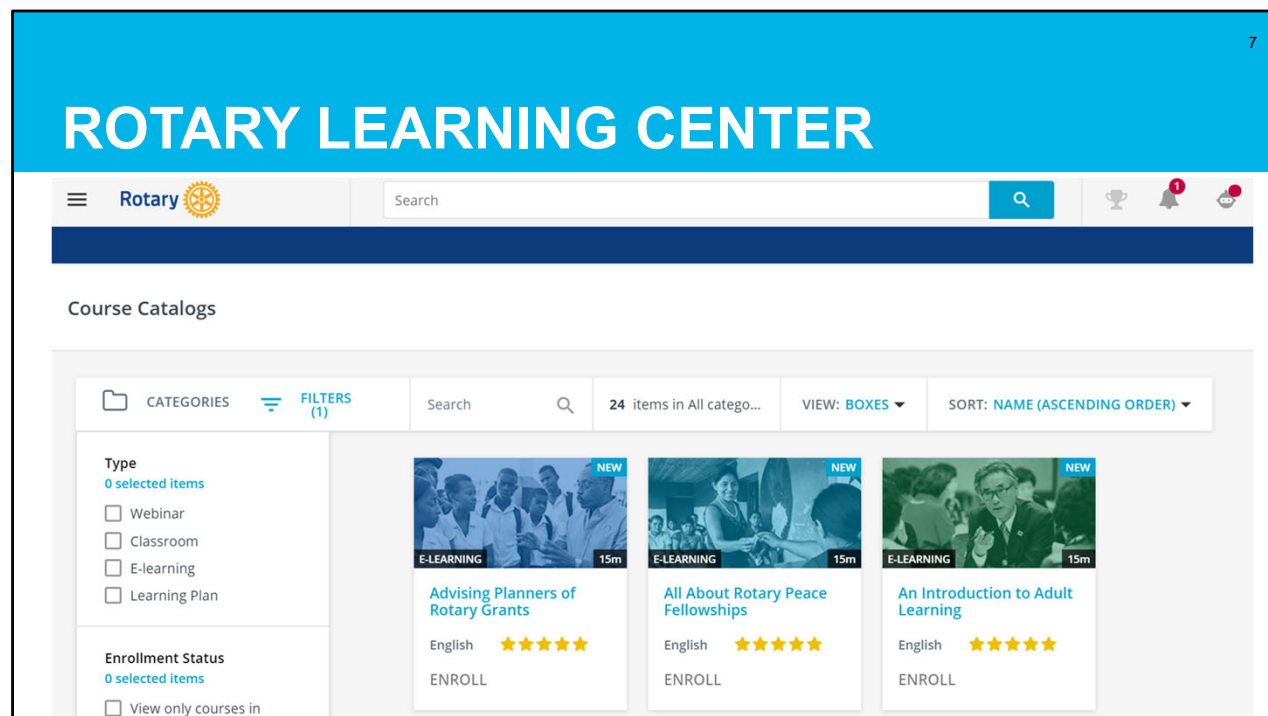 7
ROTARY LEARNING CENTER
Rotary
Search
1
Course Catalogs
CATEGORIES
FILTERS
(1)
Search
24 items in All catego...
VIEW: BOXES
SORT: NAME (ASCENDING ORDER)
Type
0 selected items
Webinar
Classroom
E-learning
Learning Plan
Enrollment Status
0 selected items
View only courses in
NEW
E-LEARNING
15m
Advising Planners of
Rotary Grants
English
ENROLL
NEW
E-LEARNING
15m
All About Rotary Peace
Fellowships
English
ENROLL
NEW
E-LEARNING
15m
An Introduction to Adult
Learning
English
ENROLL